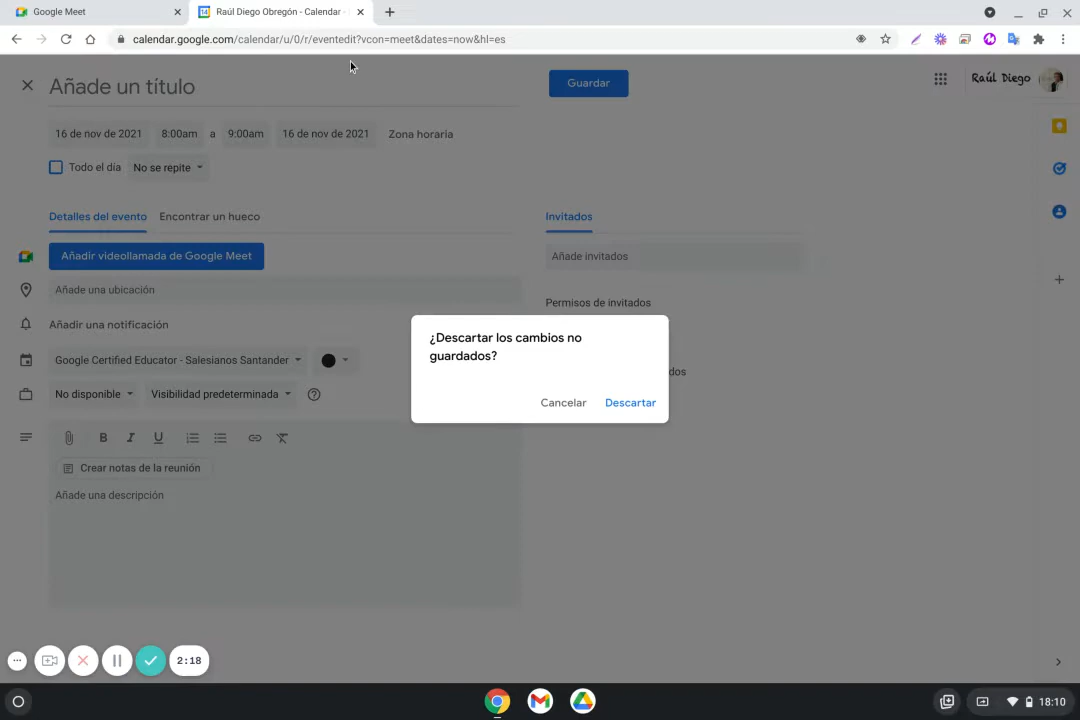 Google Meet
Raúl Diego Obregón - Calendar -
calendar.google.com/calendar/u/0/r/eventedit?vcon=meet&dates=now&hl=es
Añade un título
Guardar
Raúl Diego
16 de nov de 2021 8:00am a 9:00am 16 de nov de 2021 Zona horaria
Todo el día No se repite
Detalles del evento Encontrar un hueco
Invitados
Añadir videollamada de Google Meet
Añade invitados
Añade una ubicación
Permisos de invitados
Añadir una notificación
¿Descartar los cambios no
guardados?
Cancelar Descartar
Google Certified Educator - Salesianos Santander
dos
No disponible Visibilidad predeterminada
B I U
Crear notas de la reunión
Añade una descripción
2:18
18:10